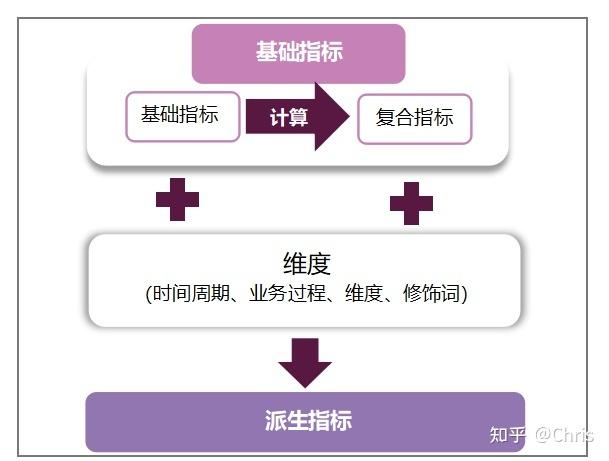 基础指标
基础指标
计算
复合指标
维度
(时间周期、业务过程、维度、修饰词)
派生指标
知乎 @Chris